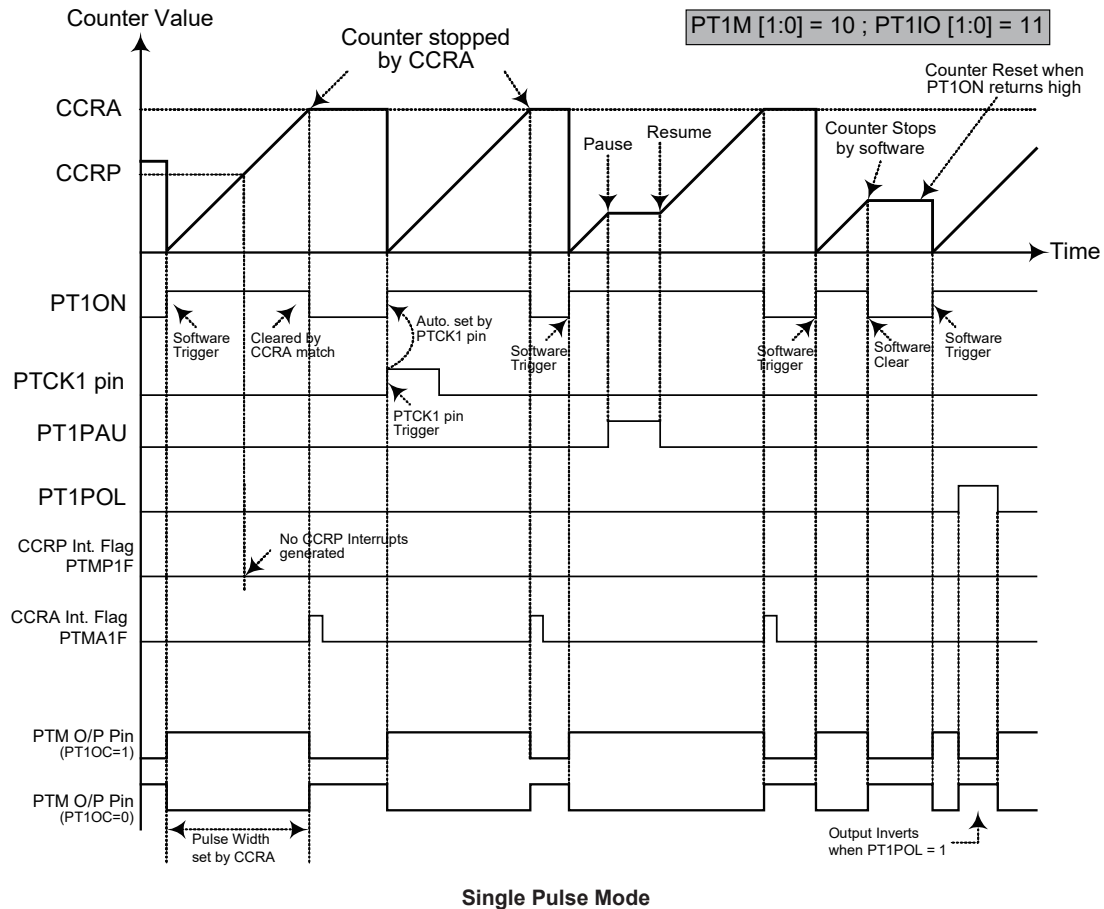 Counter Value
PT1M [1:0] = 10 ; PT1IO [1:0] = 11
Counter stopped
by CCRA
Counter Reset when
PT1ON returns high
CCRA
Pause
Resume
Counter Stops
by software
CCRP
Time
PT1ON
Software
Trigger
Cleared by
CCRA match
Auto. set by
PTCK1 pin
Software
Trigger
Software
Trigger
Software
Clear
Software
Trigger
PTCK1 pin
PTCK1 pin
Trigger
PT1PAU
PT1POL
CCRP Int. Flag
PTMP1F
No CCRP Interrupts
generated
CCRA Int. Flag
PTMA1F
PTM O/P Pin
(PT1OC=1)
PTM O/P Pin
(PT1OC=0)
Pulse Width
set by CCRA
Output Inverts
when PT1POL = 1
Single Pulse Mode